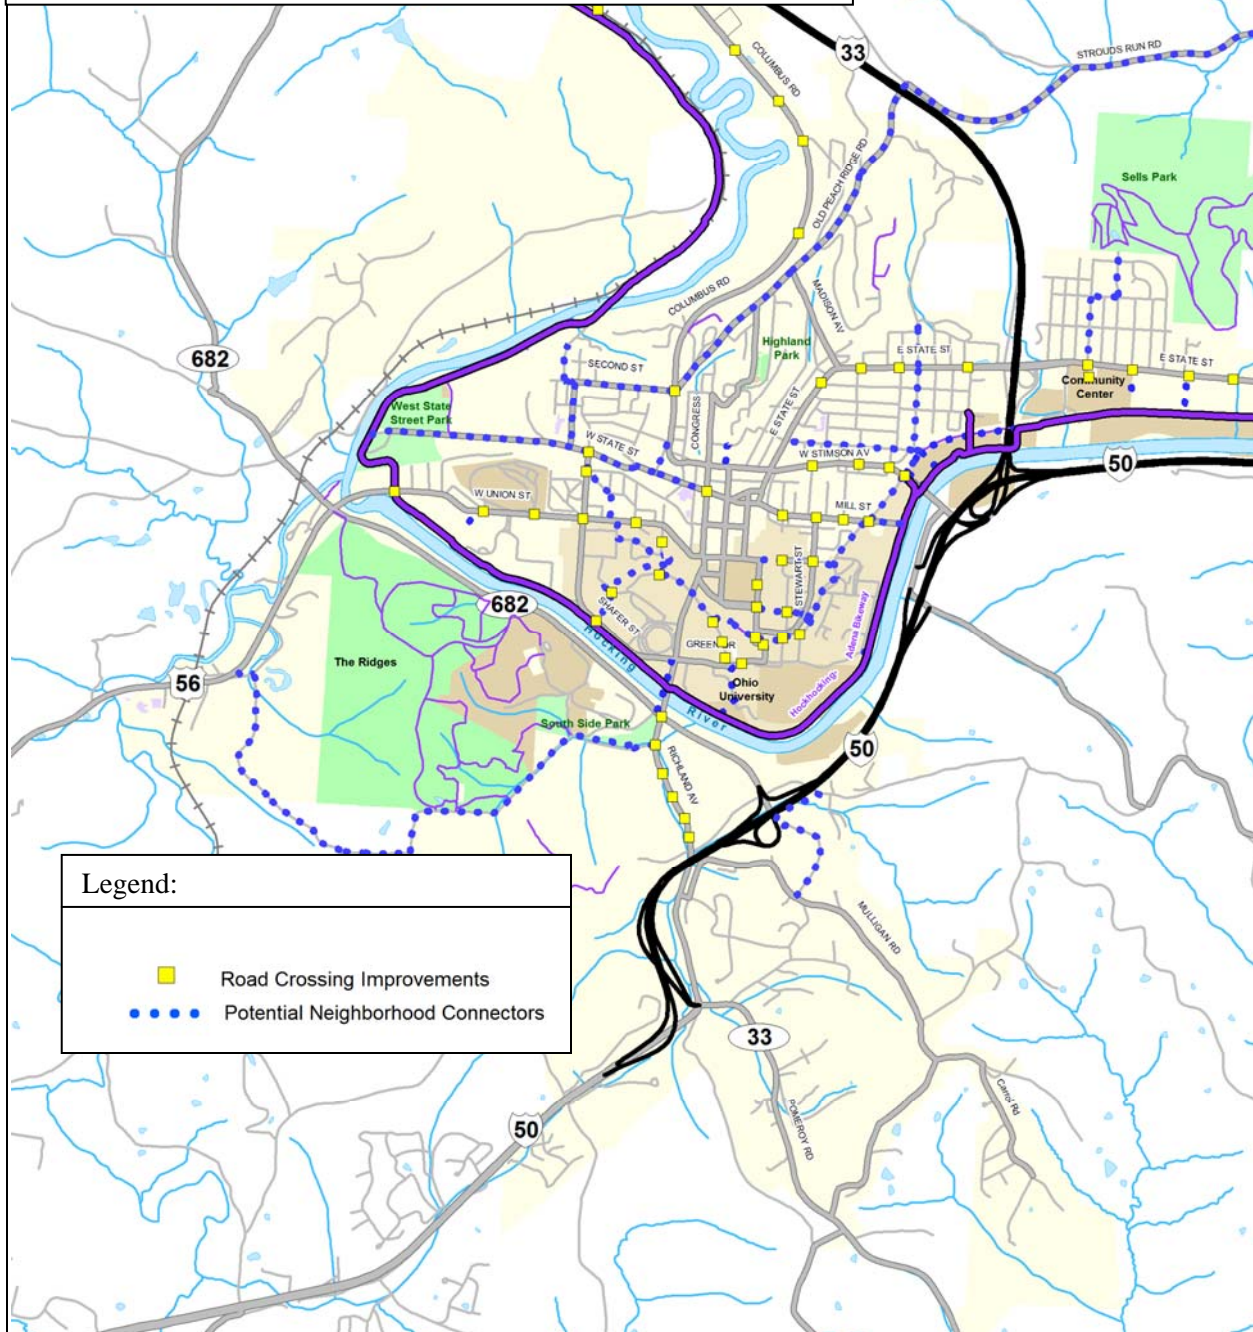 33
STROUDS RUN RD
COLUMBUS RD
OLD PEACH RIDGE RD
Sells Park
682
COLUMBUS RD
MADISON AV
Highland
Park
E STATE ST
E STATE ST
SECOND ST
Community
Center
West State
Street Park
CONGRESS
E STATE ST
W STATE ST
W STIMSON AV
50
W UNION ST
MILL ST
STEWART ST
682
SHAFER ST
Hocking
River
GREEN DR
Adena Bikeway
Hockhocking-
The Ridges
56
Ohio
University
South Side Park
50
RICHLAND AV
Legend:
Road Crossing Improvements
Potential Neighborhood Connectors
MULLIGAN RD
33
Carrol Rd
POMEROY RD
50